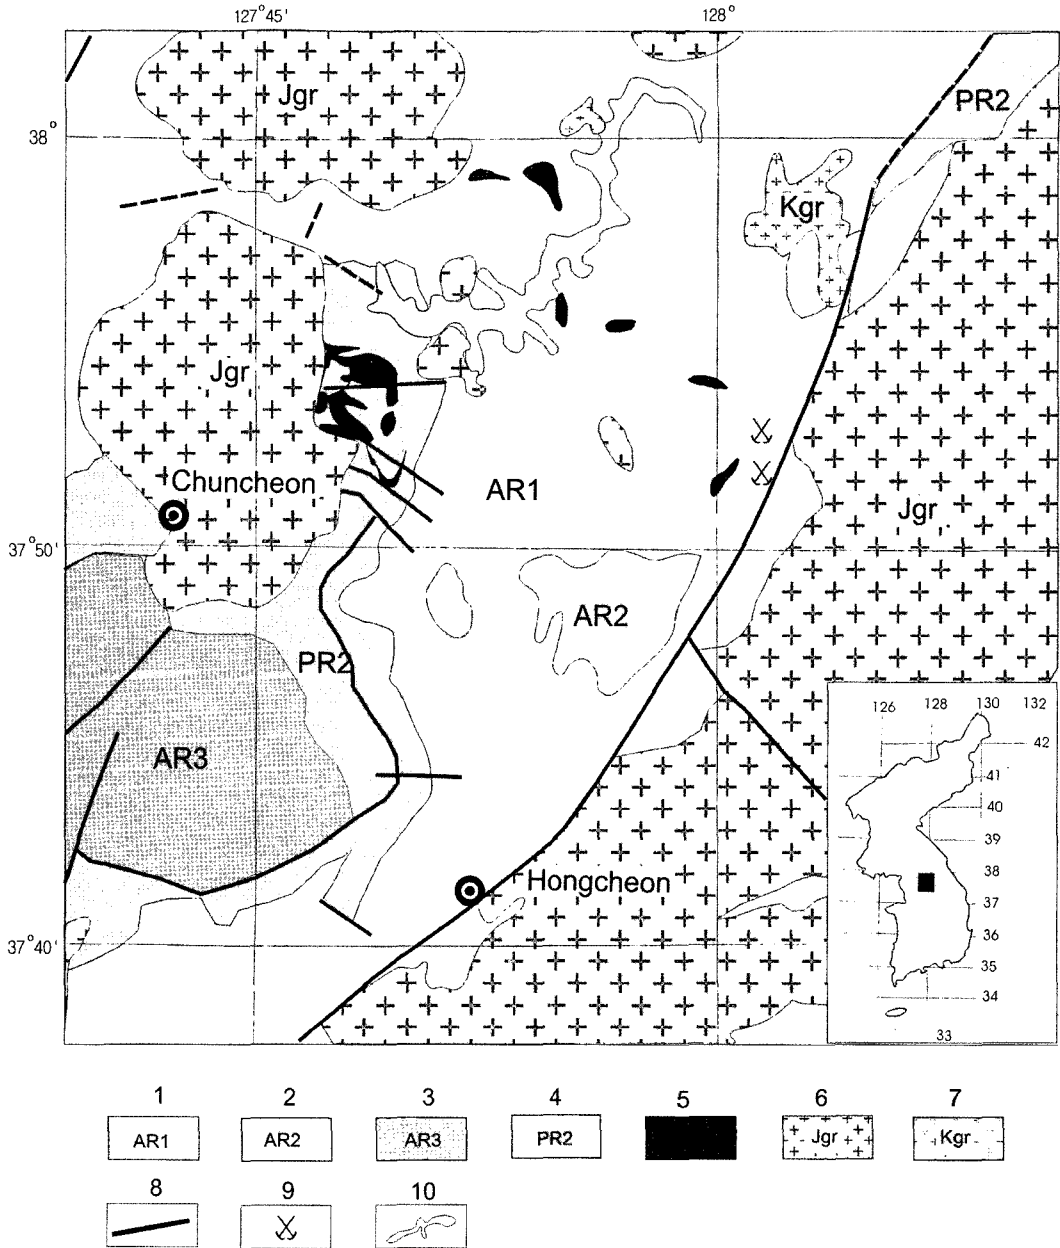 127°45' 128°
Jgr
PR2
38°
Kgr
Jgr
Chuncheon
AR1
Jgr
37°50'
AR2
PR2
AR3
Hongcheon
37°40'
126 128 130 132
42
41
40
39
38
37
36
35
34
33
1 2 3 4 5 6 7
AR1 AR2 AR3 PR2 Jgr Kgr
8 9 10